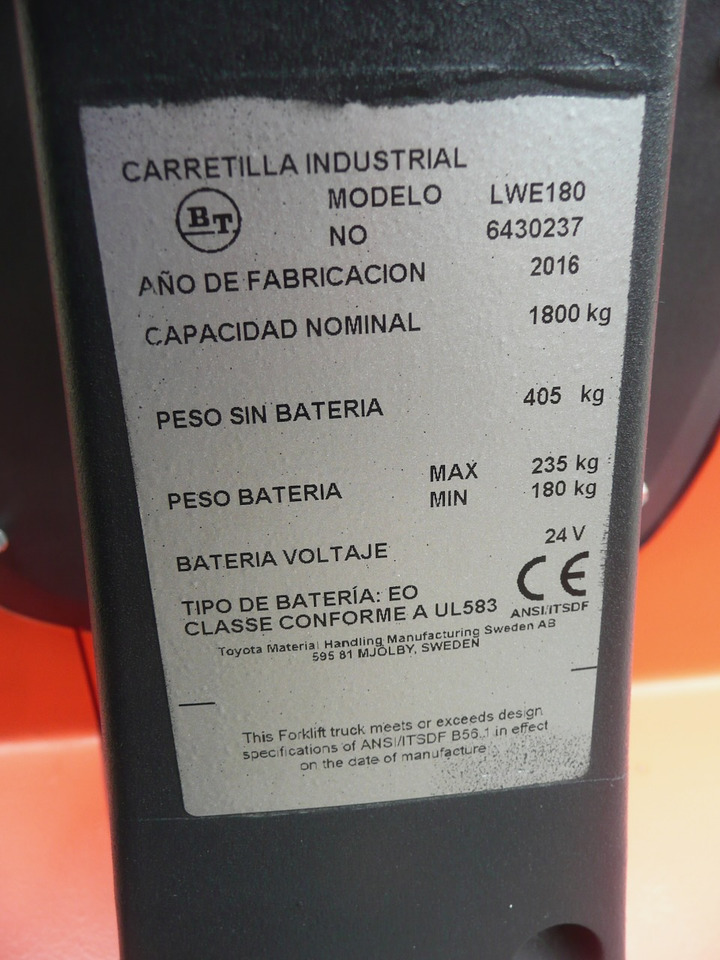 CARRETILLA INDUSTRIAL
BT
MODELO LWE180
NO 6430237
AÑO DE FABRICACION 2016
CAPACIDAD NOMINAL 1800 kg
PESO SIN BATERIA 405 kg
PESO BATERIA MAX 235 kg
MIN 180 kg
BATERIA VOLTAJE 24 V
TIPO DE BATERÍA: EO CE
CLASSE CONFORME A UL583 ANSI/ITSDF
Toyota Material Handling Manufacturing Sweden AB
595 81 MJÖLBY, SWEDEN
This Forklift truck meets or exceeds design
specifications of ANSI/ITSDF B56.1 in effect
on the date of manufacture